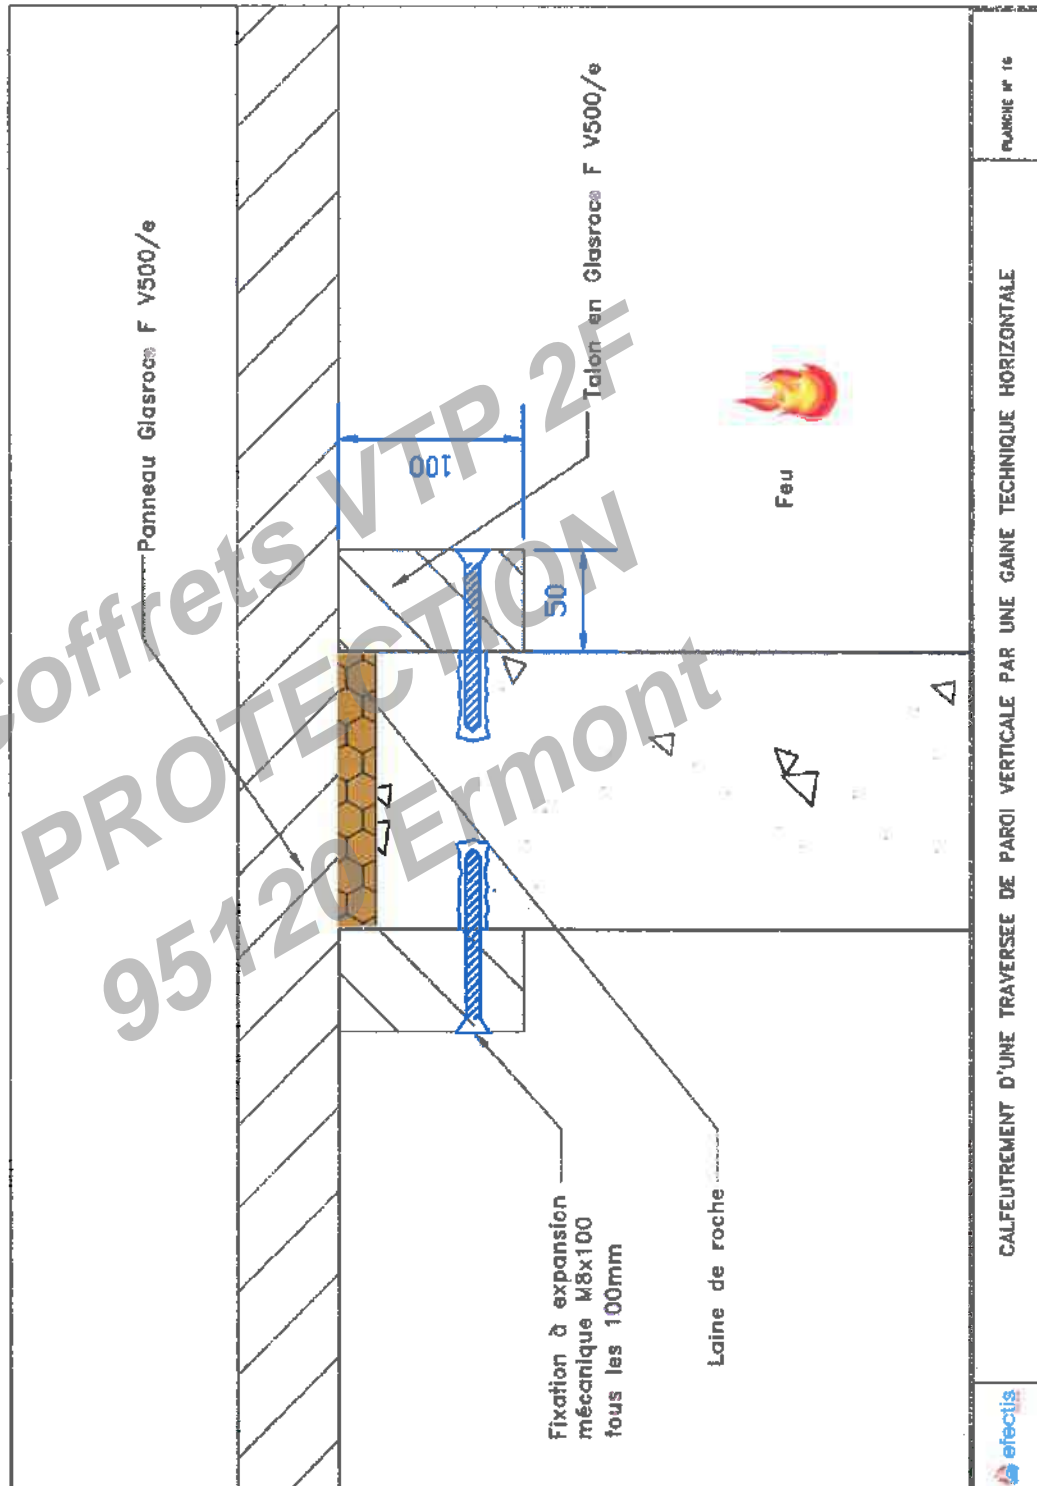 Panneau Glasroc F V500/e
Talon en Glasroc F V500/e
100
50
Feu
Fixation à expansion
mécanique M8x100
tous les 100mm
Laine de roche
Coffrets VTP 2F
PROTECTION
95120 Ermont
efectis
CALFEUTREMENT D'UNE TRAVERSEE DE PAROI VERTICALE PAR UNE GAINE TECHNIQUE HORIZONTALE
PLANCHE N° 16